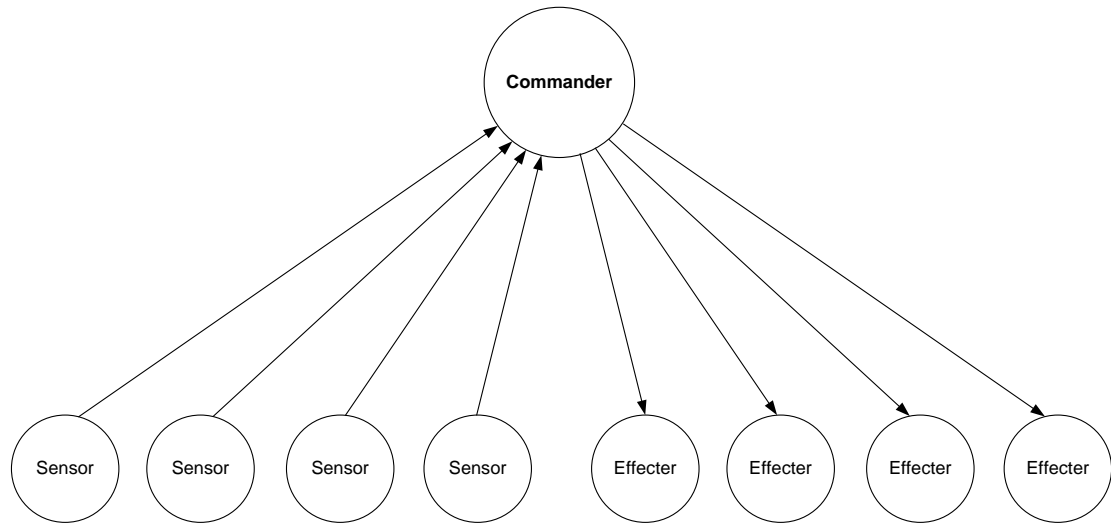 Commander
Sensor
Sensor
Sensor
Sensor
Effecter
Effecter
Effecter
Effecter